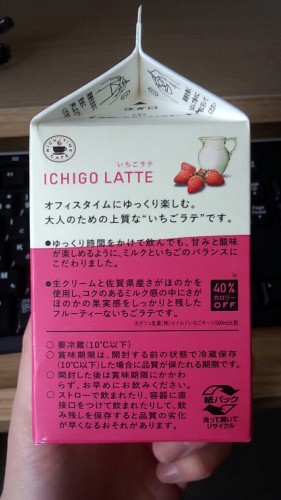 いちごラテ
ICHIGO LATTE
オフィスタイムにゆっくり楽しむ。
大人のための上質な“いちごラテ”です。
●ゆっくり時間をかけて飲んでも、甘みと酸味
が楽しめるように、ミルクといちごのバランスに
こだわりました。
●生クリームと佐賀県産さがほのかを
使用し、コクのあるミルク感の中にさが
ほのかの果実感をしっかりと残した
フルーティーないちごラテです。
※
40%
カロリー
OFF
○要冷蔵(10℃以下)
○賞味期限は、開封する前の状態で冷蔵保存
(10℃以下)した場合に品質が保たれる期限です。
○開封した後は賞味期限にかかわ
らず、お早めにお飲みください。
○ストローで飲まれたり、容器に直
接口をつけて飲まれたりして、飲
み残しを保存すると品質の劣化
が早くなるおそれがあります。
紙パック
洗って開いて
リサイクル